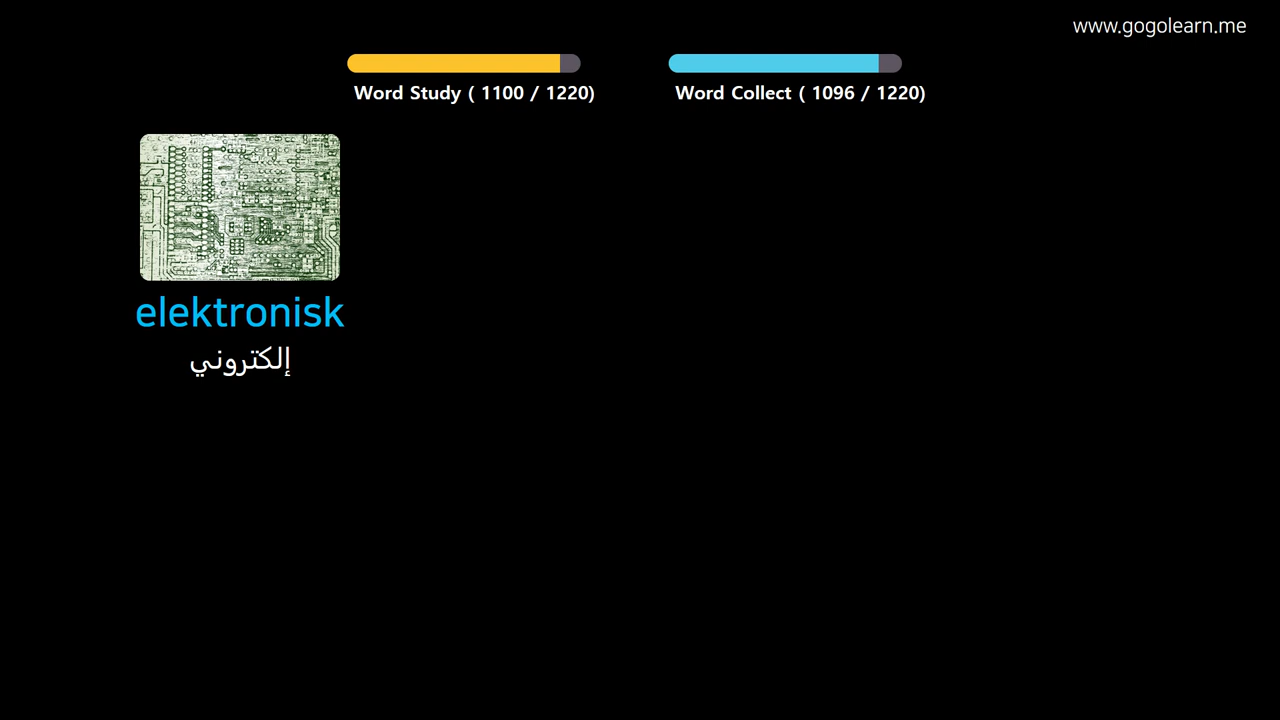 www.gogolearn.me
Word Study ( 1100 / 1220)
Word Collect ( 1096 / 1220)
elektronisk
إلكتروني